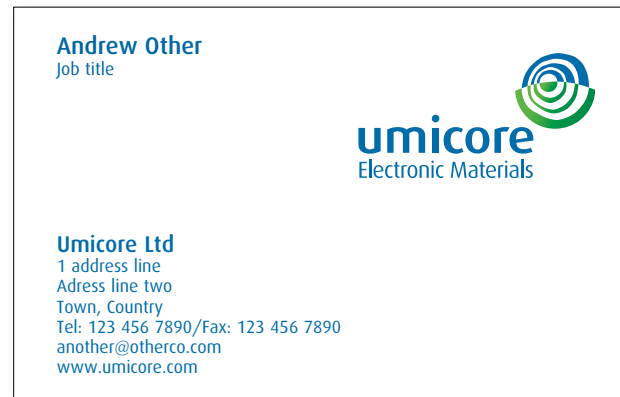 Andrew Other
Job title
umicore
Electronic Materials
Umicore Ltd
1 address line
Adress line two
Town, Country
Tel: 123 456 7890/Fax: 123 456 7890
another@otherco.com
www.umicore.com